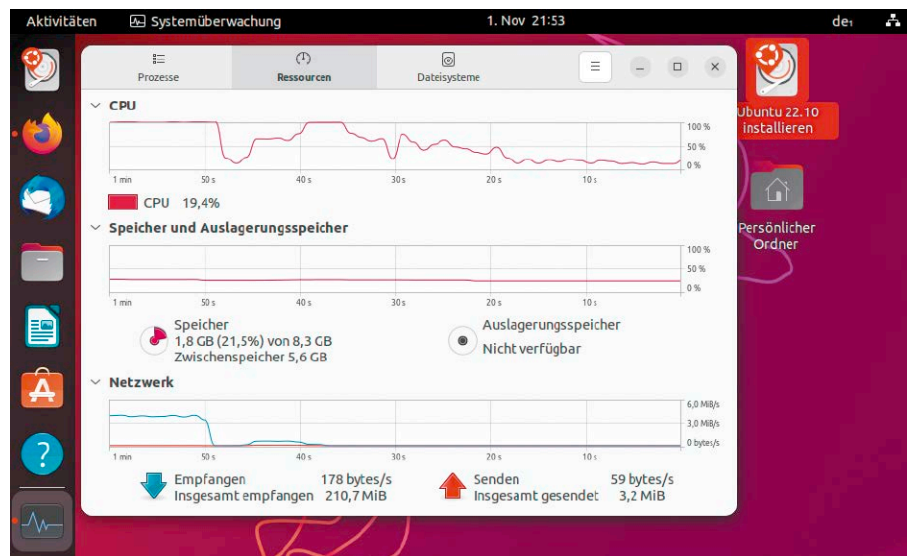 Aktivitäten
Systemüberwachung
1. Nov 21:53
de₁
Prozesse
Ressourcen
Dateisysteme
CPU
100 %
50 %
0 %
1 min
50 s
40 s
30 s
20 s
10 s
CPU 19,4%
Speicher und Auslagerungsspeicher
100 %
50 %
0 %
1 min
50 s
40 s
30 s
20 s
10 s
Speicher
1,8 GB (21,5%) von 8,3 GB
Zwischenspeicher 5,6 GB
Auslagerungsspeicher
Nicht verfügbar
Netzwerk
6,0 MiB/s
3,0 MiB/s
0 bytes/s
1 min
50 s
40 s
30 s
20 s
10 s
Empfangen 178 bytes/s
Insgesamt empfangen 210,7 MiB
Senden 59 bytes/s
Insgesamt gesendet 3,2 MiB
Ubuntu 22.10
installieren
Persönlicher
Ordner